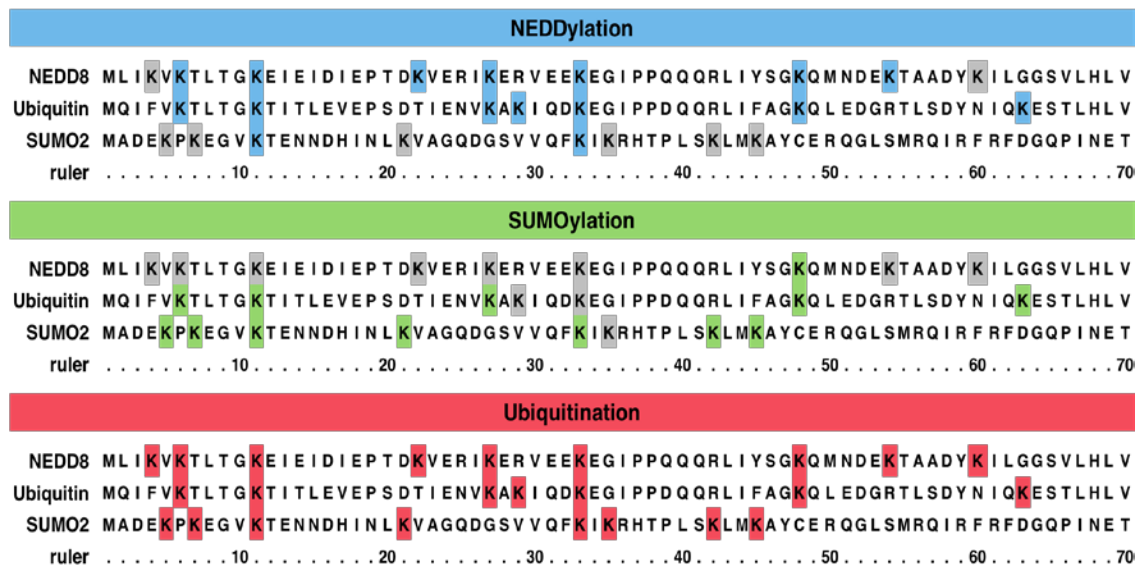 NEDDylation
NEDD8 MLIKVKTLTGKEIEIDIEPTDKVERIKERVEEKEGIPPQQQRLIYSGKQMNDEKTAADYKILGGSVLHLV
Ubiquitin MQIFVKTLTGKTITLEVEPSDTIENVKAKIQDKEGIPPDQQRLIFAGKQLEDGRTLSDYNIQKESTLHLV
SUMO2 MADEKPKEGVKTENNDHINLKVAGQDGSVVQFKIKRHTPLSKLMKAYCERQGLSMRQIRFRFDGQPINET
ruler .........10.........20.........30.........40.........50.........60.........70
SUMOylation
NEDD8 MLIKVKTLTGKEIEIDIEPTDKVERIKERVEEKEGIPPQQQRLIYSGKQMNDEKTAADYKILGGSVLHLV
Ubiquitin MQIFVKTLTGKTITLEVEPSDTIENVKAKIQDKEGIPPDQQRLIFAGKQLEDGRTLSDYNIQKESTLHLV
SUMO2 MADEKPKEGVKTENNDHINLKVAGQDGSVVQFKIKRHTPLSKLMKAYCERQGLSMRQIRFRFDGQPINET
ruler .........10.........20.........30.........40.........50.........60.........70
Ubiquitination
NEDD8 MLIKVKTLTGKEIEIDIEPTDKVERIKERVEEKEGIPPQQQRLIYSGKQMNDEKTAADYKILGGSVLHLV
Ubiquitin MQIFVKTLTGKTITLEVEPSDTIENVKAKIQDKEGIPPDQQRLIFAGKQLEDGRTLSDYNIQKESTLHLV
SUMO2 MADEKPKEGVKTENNDHINLKVAGQDGSVVQFKIKRHTPLSKLMKAYCERQGLSMRQIRFRFDGQPINET
ruler .........10.........20.........30.........40.........50.........60.........70